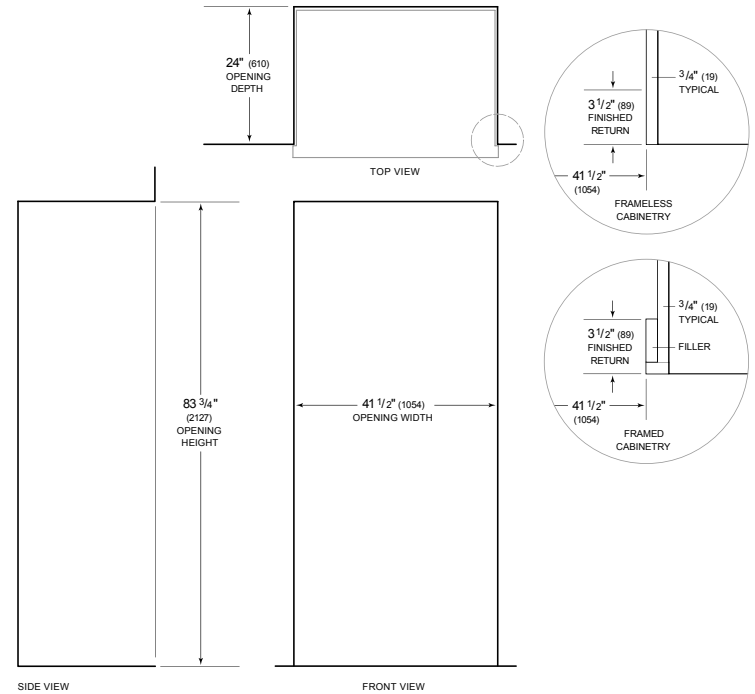 24" (610)
OPENING
DEPTH
TOP VIEW
3/4" (19)
TYPICAL
3 1/2" (89)
FINISHED
RETURN
41 1/2"
(1054)
FRAMELESS
CABINETRY
3/4" (19)
TYPICAL
3 1/2" (89)
FINISHED
RETURN
FILLER
41 1/2"
(1054)
FRAMED
CABINETRY
83 3/4"
(2127)
OPENING
HEIGHT
41 1/2" (1054)
OPENING WIDTH
SIDE VIEW
FRONT VIEW